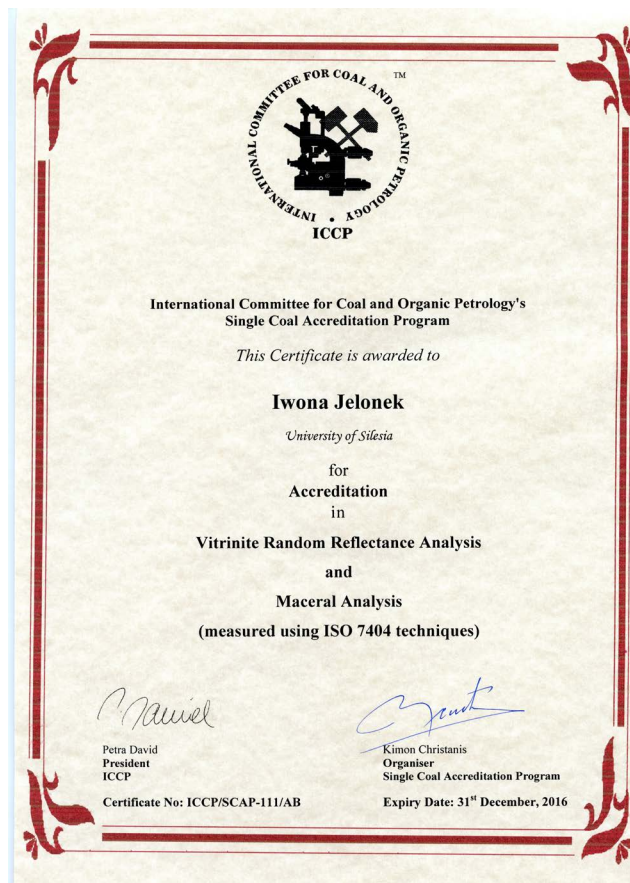 INTERNATIONAL COMMITTEE FOR COAL AND ORGANIC PETROLOGY •
TM
ICCP
International Committee for Coal and Organic Petrology's
Single Coal Accreditation Program
This Certificate is awarded to
Iwona Jelonek
University of Silesia
for
Accreditation
in
Vitrinite Random Reflectance Analysis
and
Maceral Analysis
(measured using ISO 7404 techniques)
Petra David
President
ICCP
Certificate No: ICCP/SCAP-111/AB
Kimon Christanis
Organiser
Single Coal Accreditation Program
Expiry Date: 31st December, 2016